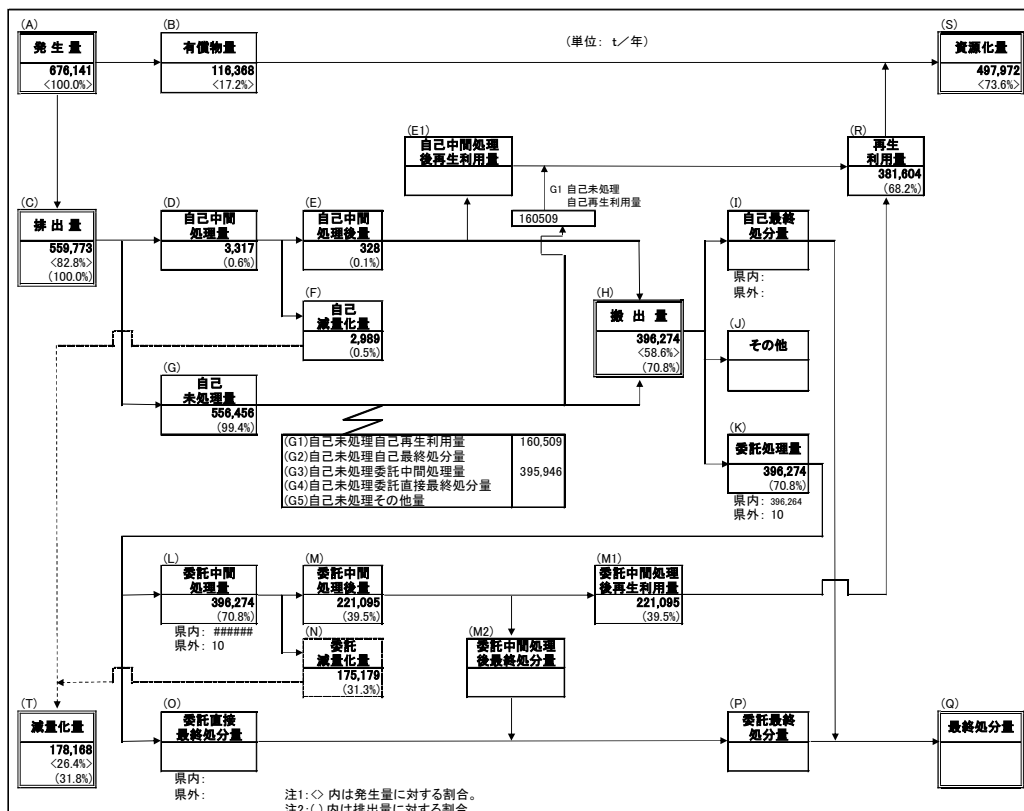 (A)
発 生 量
676,141
<100.0%>
(B)
有償物量
116,368
<17.2%>
(単位: t/年)
(S)
資源化量
497,972
<73.6%>
(E1)
自己中間処理
後再生利用量
(R)
再生
利用量
381,604
(68.2%)
G1 自己未処理
自己再生利用量
160509
(C)
排 出 量
559,773
<82.8%>
(100.0%)
(D)
自己中間
処理量
3,317
(0.6%)
(E)
自己中間
処理後量
328
(0.1%)
(I)
自己最終
処分量
県内:
県外:
(F)
自己
減量化量
2,989
(0.5%)
(H)
搬 出 量
396,274
<58.6%>
(70.8%)
(J)
その他
(G)
自己
未処理量
556,456
(99.4%)
(G1)自己未処理自己再生利用量 160,509
(G2)自己未処理自己最終処分量
(G3)自己未処理委託中間処理量 395,946
(G4)自己未処理委託直接最終処分量
(G5)自己未処理その他量
(K)
委託処理量
396,274
(70.8%)
県内: 396,264
県外: 10
(L)
委託中間
処理量
396,274
(70.8%)
県内: ######
県外: 10
(M)
委託中間
処理後量
221,095
(39.5%)
(M1)
委託中間処理
後再生利用量
221,095
(39.5%)
(N)
委託
減量化量
175,179
(31.3%)
(M2)
委託中間処理
後最終処分量
(T)
減量化量
178,168
<26.4%>
(31.8%)
(O)
委託直接
最終処分量
県内:
県外:
(P)
委託最終
処分量
(Q)
最終処分量
注1:<> 内は発生量に対する割合。
注2:( ) 内は排出量に対する割合